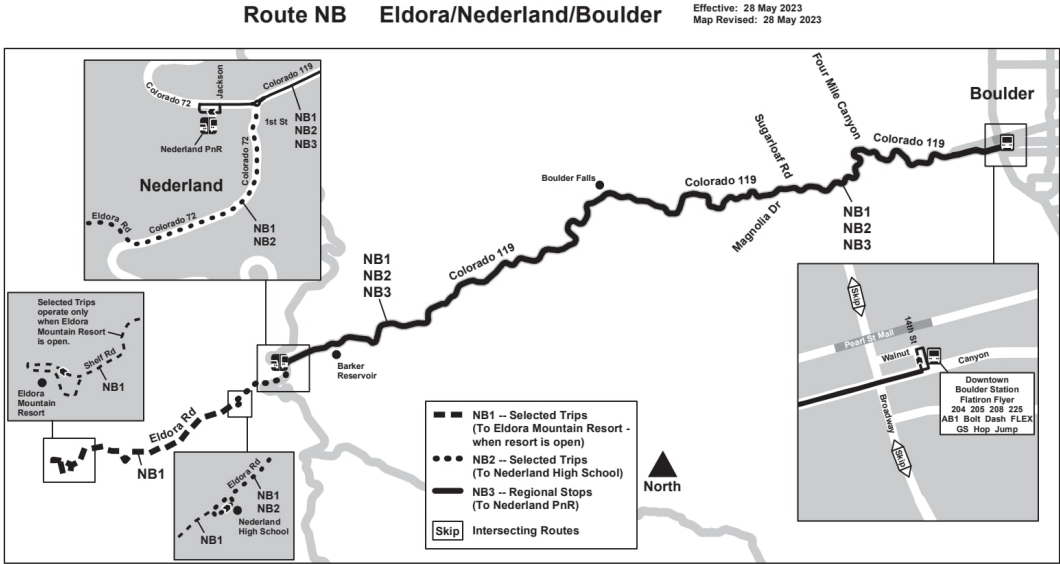 Route NB Eldora/Nederland/Boulder
Effective: 28 May 2023
Map Revised: 28 May 2023
Colorado 72
Jackson
Colorado 119
1st St
NB1
NB2
NB3
Nederland PnR
Nederland
Colorado 72
Eldora Rd
Colorado 72
NB1
NB2
Boulder
Four Mile Canyon
Colorado 119
Sugarloaf Rd
Boulder Falls
Colorado 119
Magnolia Dr
NB1
NB2
NB3
Colorado 119
NB1
NB2
NB3
Barker
Reservoir
Selected Trips
operate only
when Eldora
Mountain Resort
is open.
Shelf Rd
NB1
Eldora
Mountain
Resort
Eldora Rd
NB1
Eldora Rd
NB1
NB2
Nederland
High School
NB1
NB1 -- Selected Trips
(To Eldora Mountain Resort -
when resort is open)
NB2 -- Selected Trips
(To Nederland High School)
NB3 -- Regional Stops
(To Nederland PnR)
Skip Intersecting Routes
North
Skip
14th St
Pearl St Mall
Walnut
Canyon
Broadway
Skip
Downtown
Boulder Station
Flatiron Flyer
204 205 208 225
AB1 Bolt Dash FLEX
GS Hop Jump